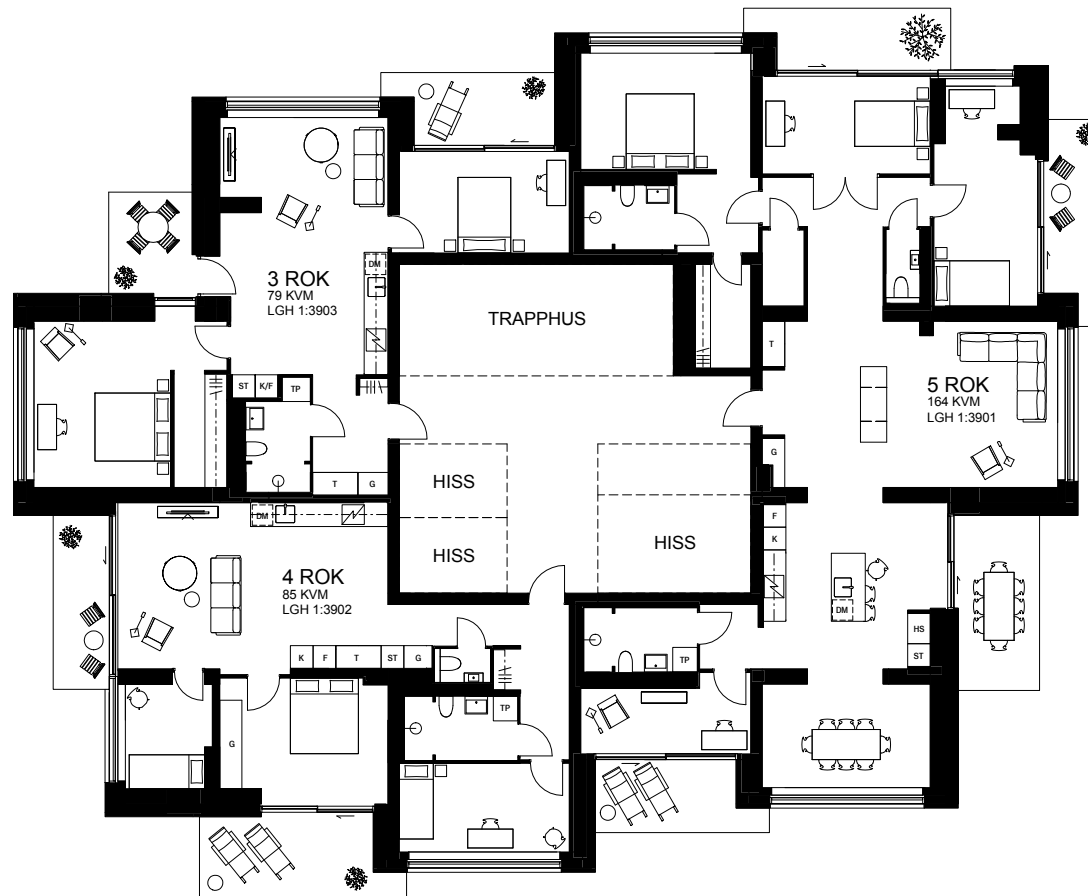 DM
3 ROK
79 KVM
LGH 1:3903
TRAPPHUS
T
5 ROK
164 KVM
LGH 1:3901
ST
K/F
TP
T
G
G
HISS
HISS
HISS
DM
F
K
4 ROK
85 KVM
LGH 1:3902
DM
HS
ST
K
F
T
ST
G
TP
TP
G